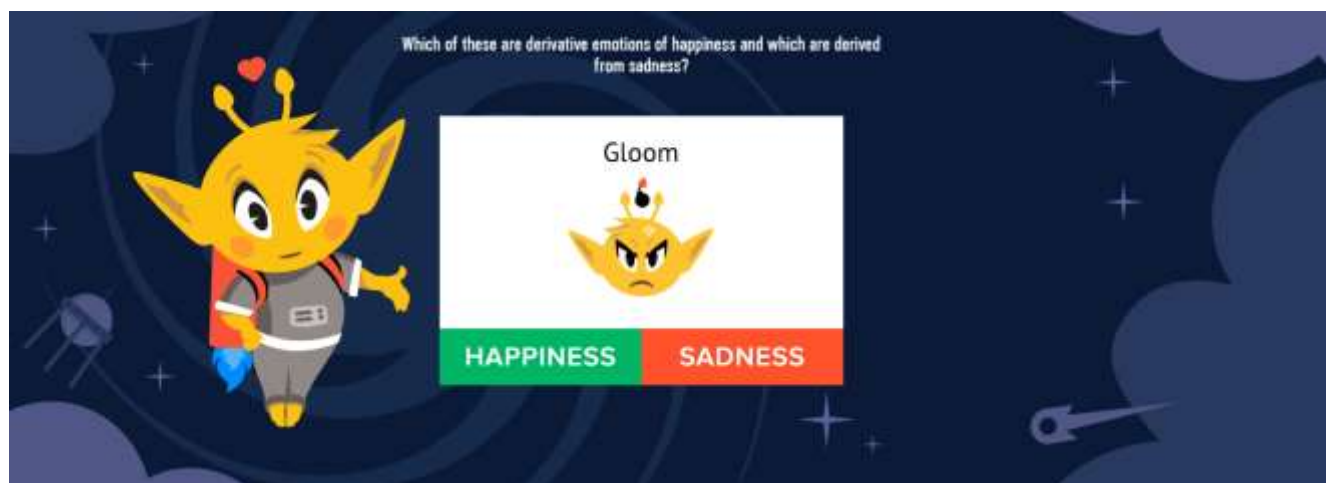 Which of these are derivative emotions of happiness and which are derived
from sadness?
Gloom
HAPPINESS
SADNESS